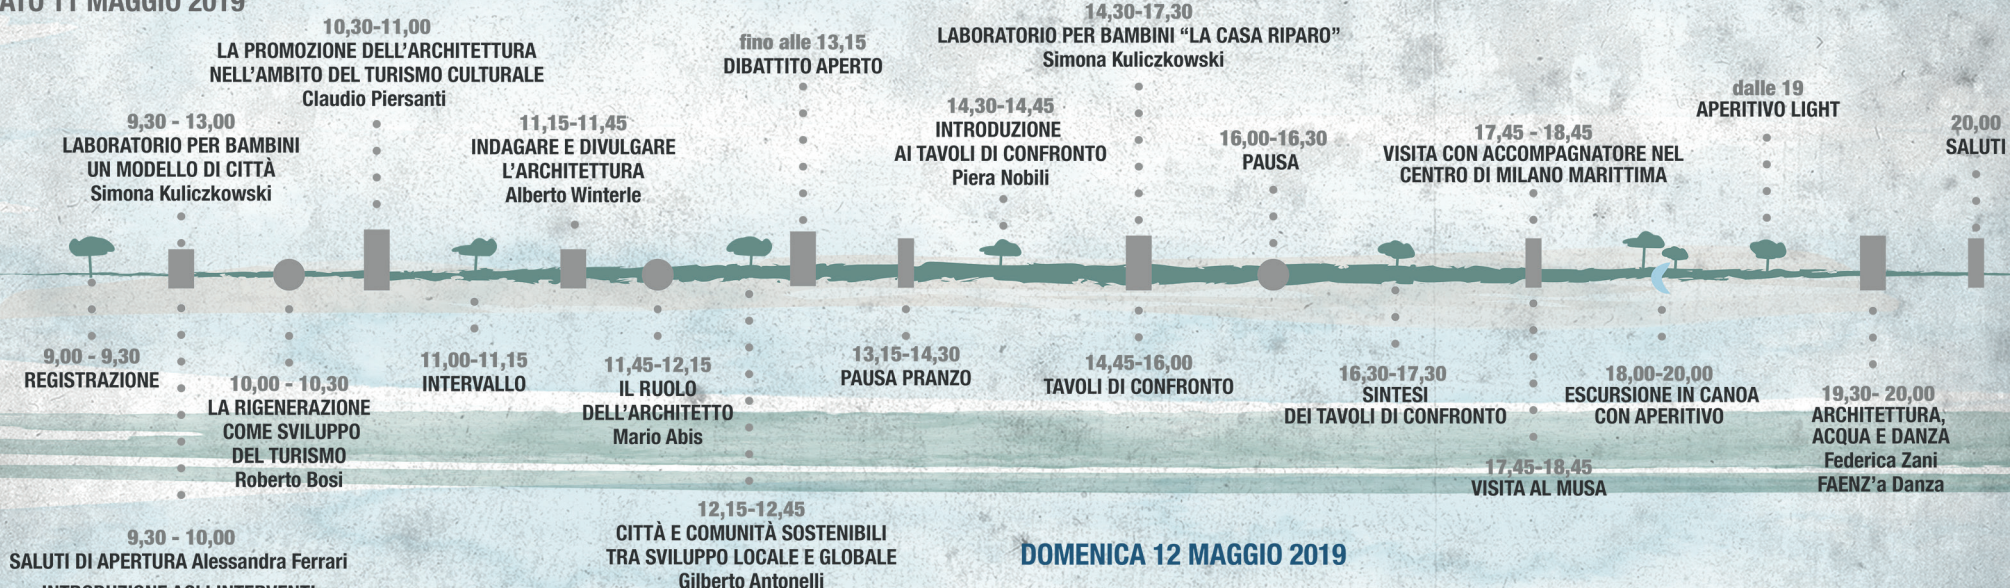 11 MAGGIO 2019
10,30-11,00
LA PROMOZIONE DELL'ARCHITETTURA
NELL'AMBITO DEL TURISMO CULTURALE
Claudio Piersanti
fino alle 13,15
DIBATTITO APERTO
14,30-17,30
LABORATORIO PER BAMBINI “LA CASA RIPARO”
Simona Kuliczkowski
9,30 - 13,00
LABORATORIO PER BAMBINI
UN MODELLO DI CITTÀ
Simona Kuliczkowski
11,15-11,45
INDAGARE E DIVULGARE
L'ARCHITETTURA
Alberto Winterle
14,30-14,45
INTRODUZIONE
AI TAVOLI DI CONFRONTO
Piera Nobili
16,00-16,30
PAUSA
17,45 - 18,45
VISITA CON ACCOMPAGNATORE NEL
CENTRO DI MILANO MARITTIMA
dalle 19
APERITIVO LIGHT
20,00
SALUTI
9,00 - 9,30
REGISTRAZIONE
10,00 - 10,30
LA RIGENERAZIONE
COME SVILUPPO
DEL TURISMO
Roberto Bosi
11,00-11,15
INTERVALLO
11,45-12,15
IL RUOLO
DELL'ARCHITETTO
Mario Abis
13,15-14,30
PAUSA PRANZO
14,45-16,00
TAVOLI DI CONFRONTO
16,30-17,30
SINTESI
DEI TAVOLI DI CONFRONTO
18,00-20,00
ESCURSIONE IN CANOA
CON APERITIVO
19,30- 20,00
ARCHITETTURA,
ACQUA E DANZA
Federica Zani
FAENZ'a Danza
17,45-18,45
VISITA AL MUSA
9,30 - 10,00
SALUTI DI APERTURA Alessandra Ferrari
INTRODUZIONE AGLI INTERVENTI
12,15-12,45
CITTÀ E COMUNITÀ SOSTENIBILI
TRA SVILUPPO LOCALE E GLOBALE
Gilberto Antonelli
DOMENICA 12 MAGGIO 2019